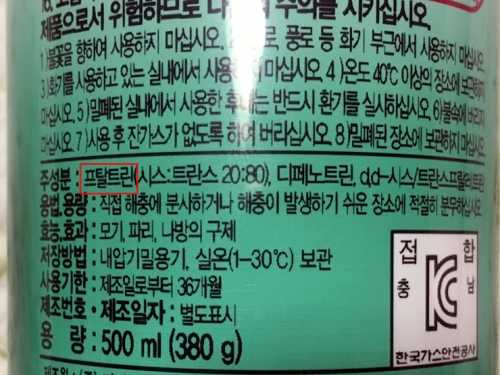 제품으로서 위험하므로 다음의 주의를 지키십시오.
1)불꽃을 향하여 사용하지 마십시오. 풍로 등 화기 부근에서 사용하지
3)화기를 사용하고 있는 실내에서 사용하지 4)온도 40℃ 이상의 장소에 보관하지
마십시오. 5)밀폐된 실내에서 사용한 후에는 반드시 환기를 실시하십시오. 6)불속에 버리지
마십시오. 7)사용 후 잔가스가 없도록 하여 버리십시오. 8)밀폐된 장소에 보관하지 마십시오.
주성분 : 프탈트린(시스:트란스 20:80), 디페노트린, d,d-시스/트란스프탈트린
용법.용량 : 직접 해충에 분사하거나 해충이 발생하기 쉬운 장소에 적절히 분무하십시오.
효능.효과 : 모기, 파리, 나방의 구제
저장방법 : 내압기밀용기, 실온(1-30℃) 보관
사용기한 : 제조일로부터 36개월
제조번호·제조일자 : 별도표시
용 량 : 500 ml (380 g)
접 합
충 남
한국가스안전공사